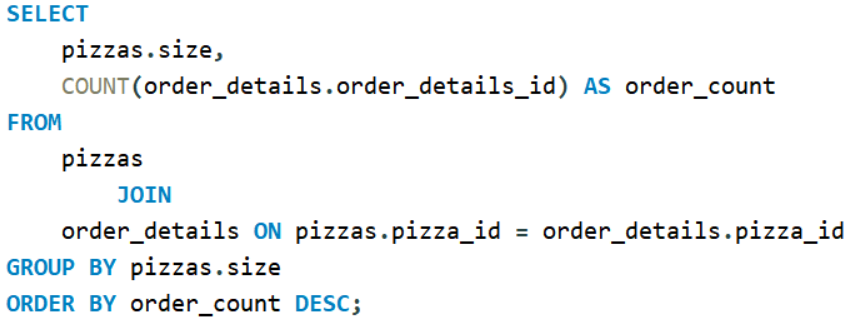 SELECT
    pizzas.size,
    COUNT(order_details.order_details_id) AS order_count
FROM
    pizzas
        JOIN
    order_details ON pizzas.pizza_id = order_details.pizza_id
GROUP BY pizzas.size
ORDER BY order_count DESC;